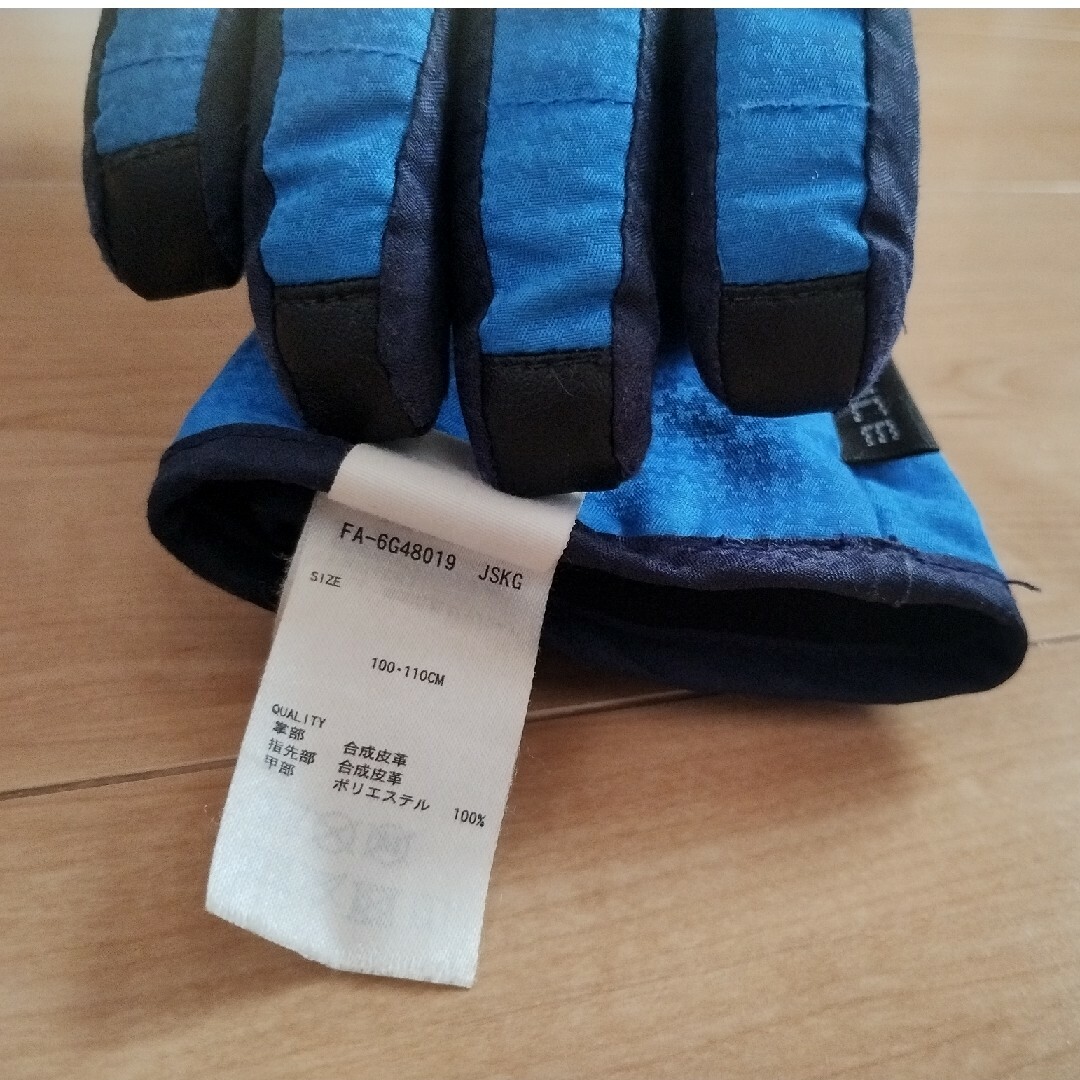 FA-6G48019 JSKG
SIZE
100・110CM
QUALITY
掌部 合成皮革
指先部 合成皮革
甲部 ポリエステル 100%